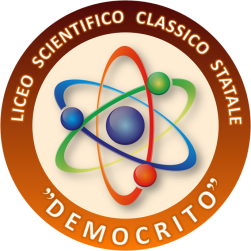 LICEO SCIENTIFICO CLASSICO STATALE
"DEMOCRITO"